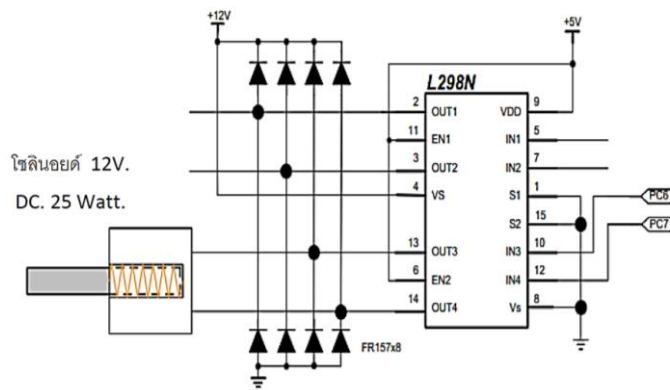 +12V
+5V
L298N
2 OUT1 VDD 9
11 EN1 IN1 5
3 OUT2 IN2 7
4 VS S1 1
S2 15
13 OUT3 IN3 10
6 EN2 IN4 12
14 OUT4 Vs 8
PC6
PC7
โซลินอยด์ 12V.
DC. 25 Watt.
FR157x8